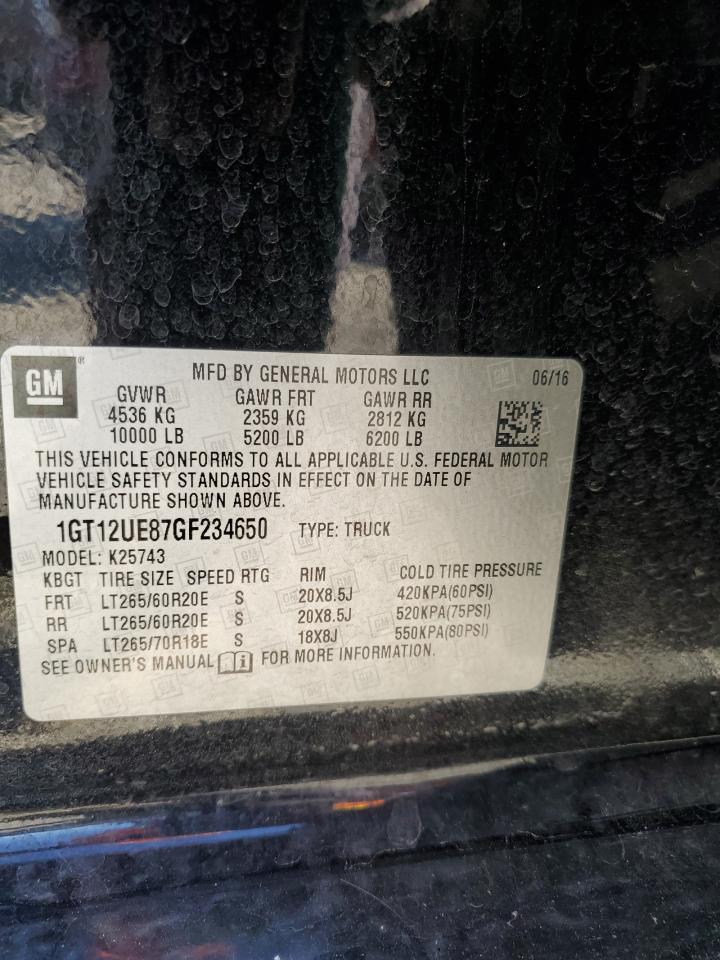 GM
MFD BY GENERAL MOTORS LLC 06/16
GVWR GAWR FRT GAWR RR
4536 KG 2359 KG 2812 KG
10000 LB 5200 LB 6200 LB
THIS VEHICLE CONFORMS TO ALL APPLICABLE U.S. FEDERAL MOTOR
VEHICLE SAFETY STANDARDS IN EFFECT ON THE DATE OF
MANUFACTURE SHOWN ABOVE.
1GT12UE87GF234650 TYPE: TRUCK
MODEL: K25743
KBGT TIRE SIZE SPEED RTG RIM COLD TIRE PRESSURE
FRT LT265/60R20E S 20X8.5J 420KPA(60PSI)
RR LT265/60R20E S 20X8.5J 520KPA(75PSI)
SPA LT265/70R18E S 18X8J 550KPA(80PSI)
SEE OWNER'S MANUAL FOR MORE INFORMATION.